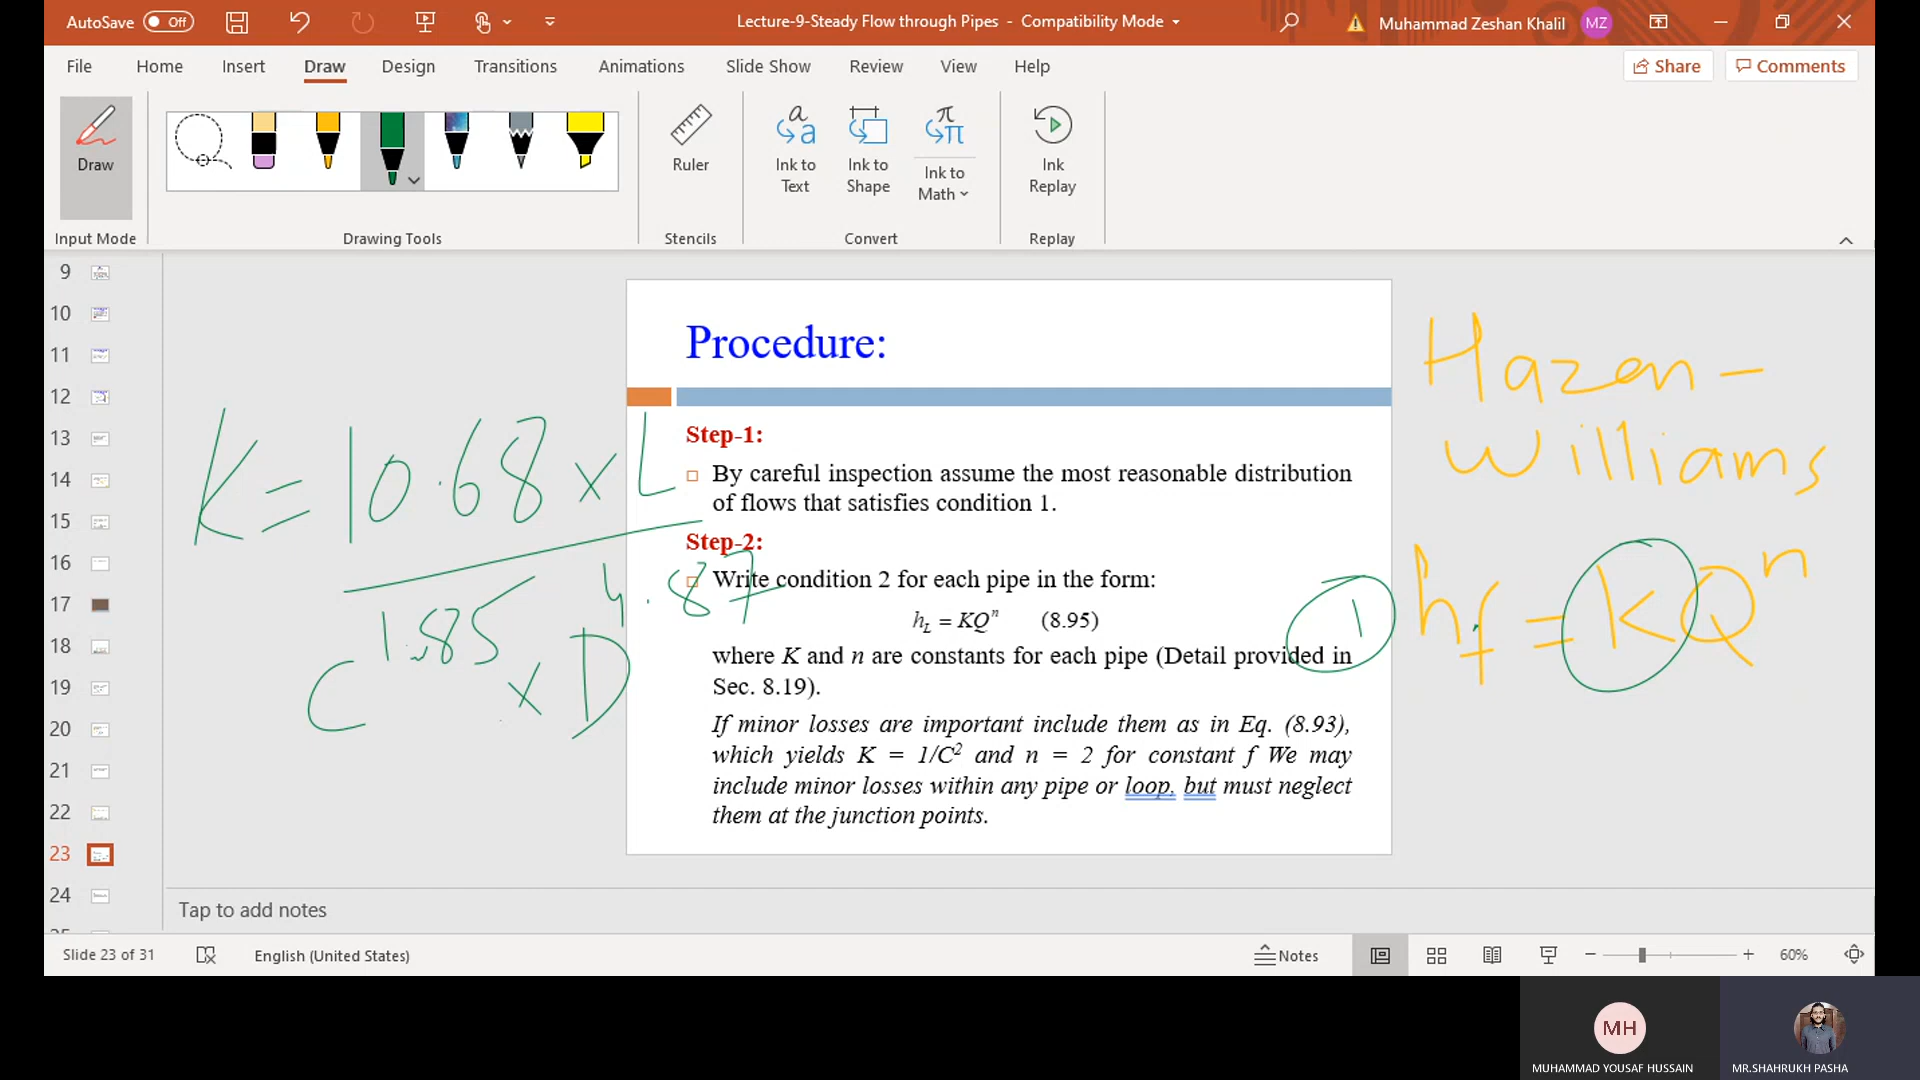 AutoSave Off
Lecture-9-Steady Flow through Pipes - Compatibility Mode
Muhammad Zeshan Khalil MZ
File Home Insert Draw Design Transitions Animations Slide Show Review View Help
Share Comments
Draw
Ruler
Ink to Text
Ink to Shape
Ink to Math
Ink Replay
Input Mode Drawing Tools Stencils Convert Replay
9
10
11
12
13
14
15
16
17
18
19
20
21
22
23
24
Procedure:
Step-1:
By careful inspection assume the most reasonable distribution
of flows that satisfies condition 1.
Step-2:
Write condition 2 for each pipe in the form:
hL = KQⁿ (8.95)
where K and n are constants for each pipe (Detail provided in
Sec. 8.19).
If minor losses are important include them as in Eq. (8.93),
which yields K = 1/C² and n = 2 for constant f We may
include minor losses within any pipe or loop, but must neglect
them at the junction points.
K = 10.68 × L
C 1.85 × D 4.87
Hazen -
Williams
1 hf = KQⁿ
Tap to add notes
Slide 23 of 31 English (United States) Notes 60%
MH
MUHAMMAD YOUSAF HUSSAIN
MR.SHAHRUKH PASHA